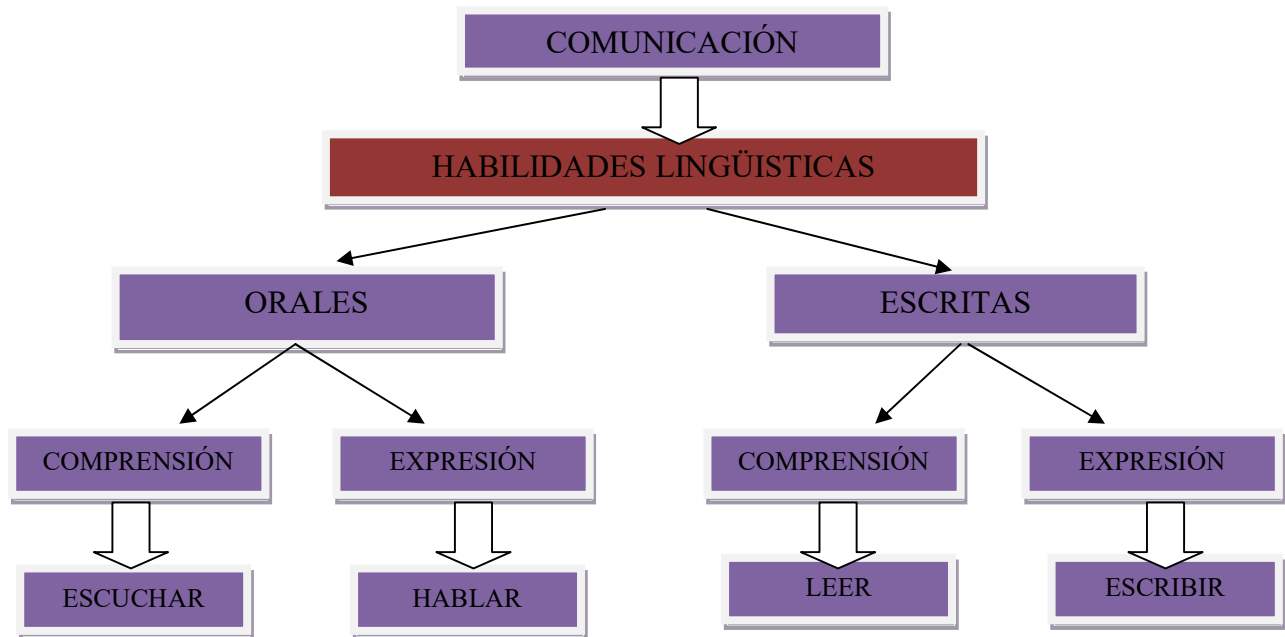 COMUNICACIÓN
HABILIDADES LINGÜISTICAS
ORALES
ESCRITAS
COMPRENSIÓN
EXPRESIÓN
COMPRENSIÓN
EXPRESIÓN
ESCUCHAR
HABLAR
LEER
ESCRIBIR